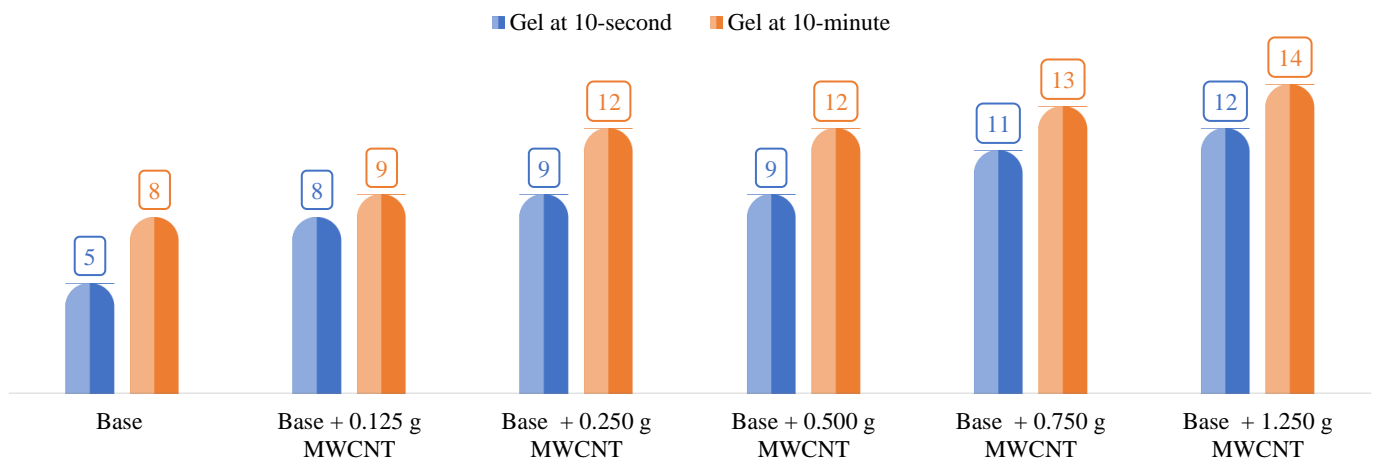 Gel at 10-second Gel at 10-minute
5 8 8 9 9 12 9 12 11 13 12 14
Base Base + 0.125 g Base + 0.250 g Base + 0.500 g Base + 0.750 g Base + 1.250 g
MWCNT MWCNT MWCNT MWCNT MWCNT